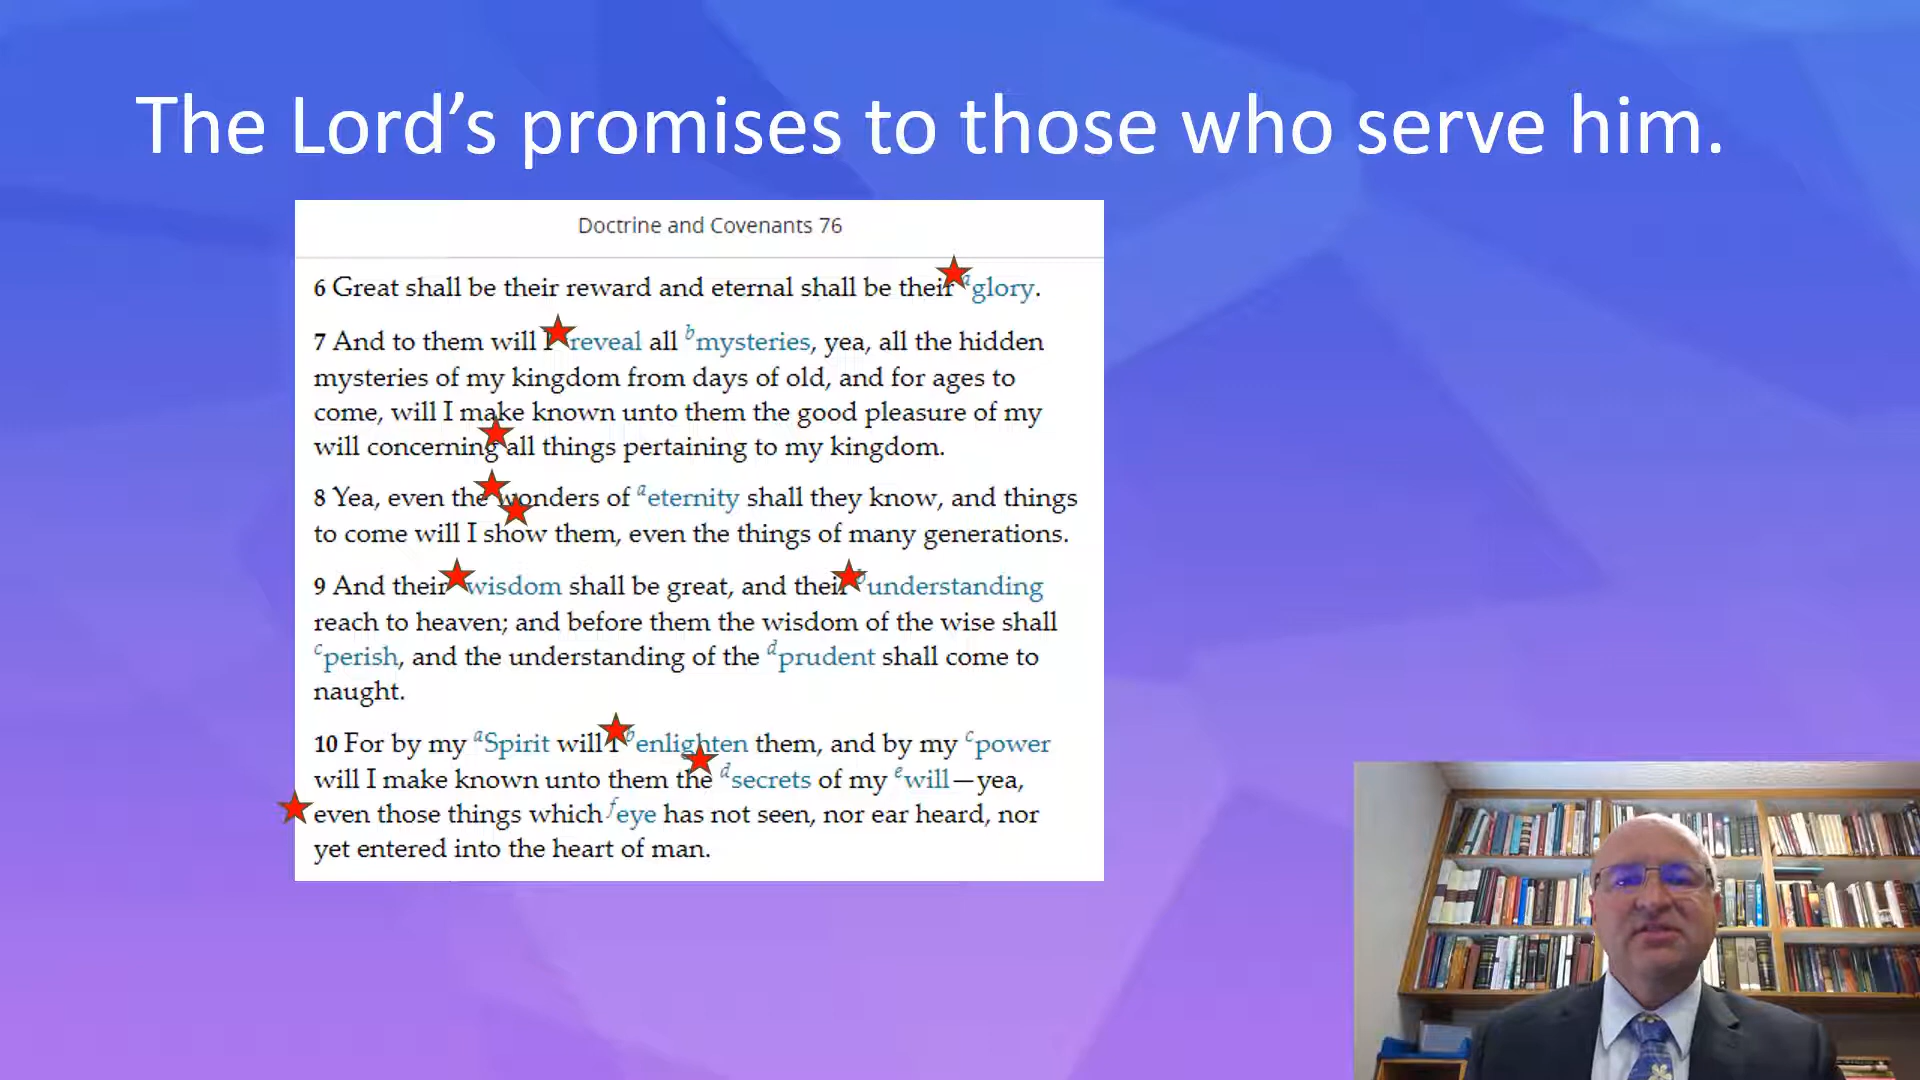 The Lord's promises to those who serve him.
Doctrine and Covenants 76
6 Great shall be their reward and eternal shall be their a glory.
7 And to them will I reveal all b mysteries, yea, all the hidden
mysteries of my kingdom from days of old, and for ages to
come, will I make known unto them the good pleasure of my
will concerning all things pertaining to my kingdom.
8 Yea, even the wonders of a eternity shall they know, and things
to come will I show them, even the things of many generations.
9 And their wisdom shall be great, and their b understanding
reach to heaven; and before them the wisdom of the wise shall
c perish, and the understanding of the d prudent shall come to
naught.
10 For by my a Spirit will I b enlighten them, and by my c power
will I make known unto them the d secrets of my e will—yea,
even those things which f eye has not seen, nor ear heard, nor
yet entered into the heart of man.